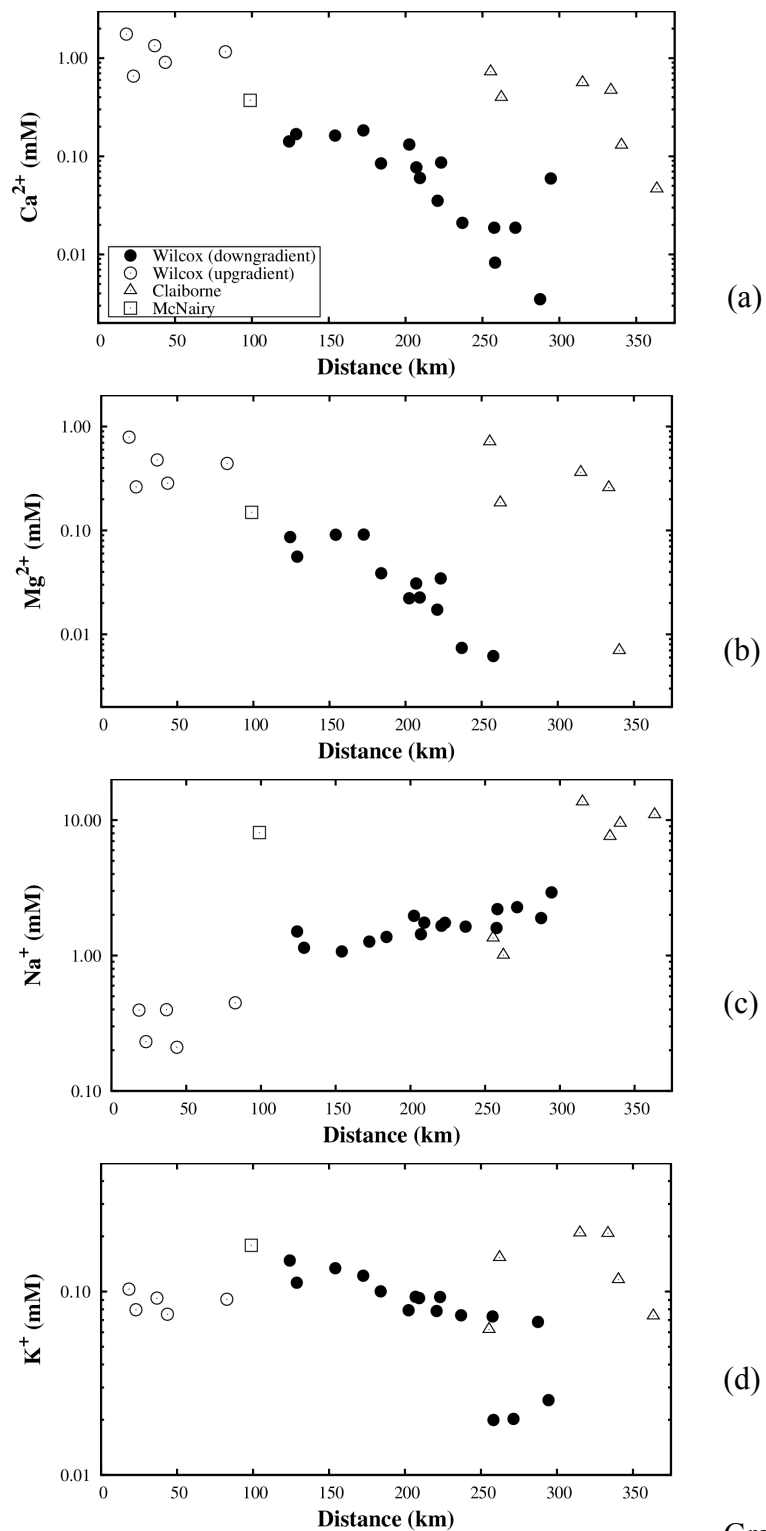 1.00
0.10
0.01
Ca2+ (mM)
Wilcox (downgradient)
Wilcox (upgradient)
Claiborne
McNairy
0 50 100 150 200 250 300 350
Distance (km)
(a)
1.00
0.10
0.01
Mg2+ (mM)
0 50 100 150 200 250 300 350
Distance (km)
(b)
10.00
1.00
0.10
Na+ (mM)
0 50 100 150 200 250 300 350
Distance (km)
(c)
0.10
0.01
K+ (mM)
0 50 100 150 200 250 300 350
Distance (km)
(d)